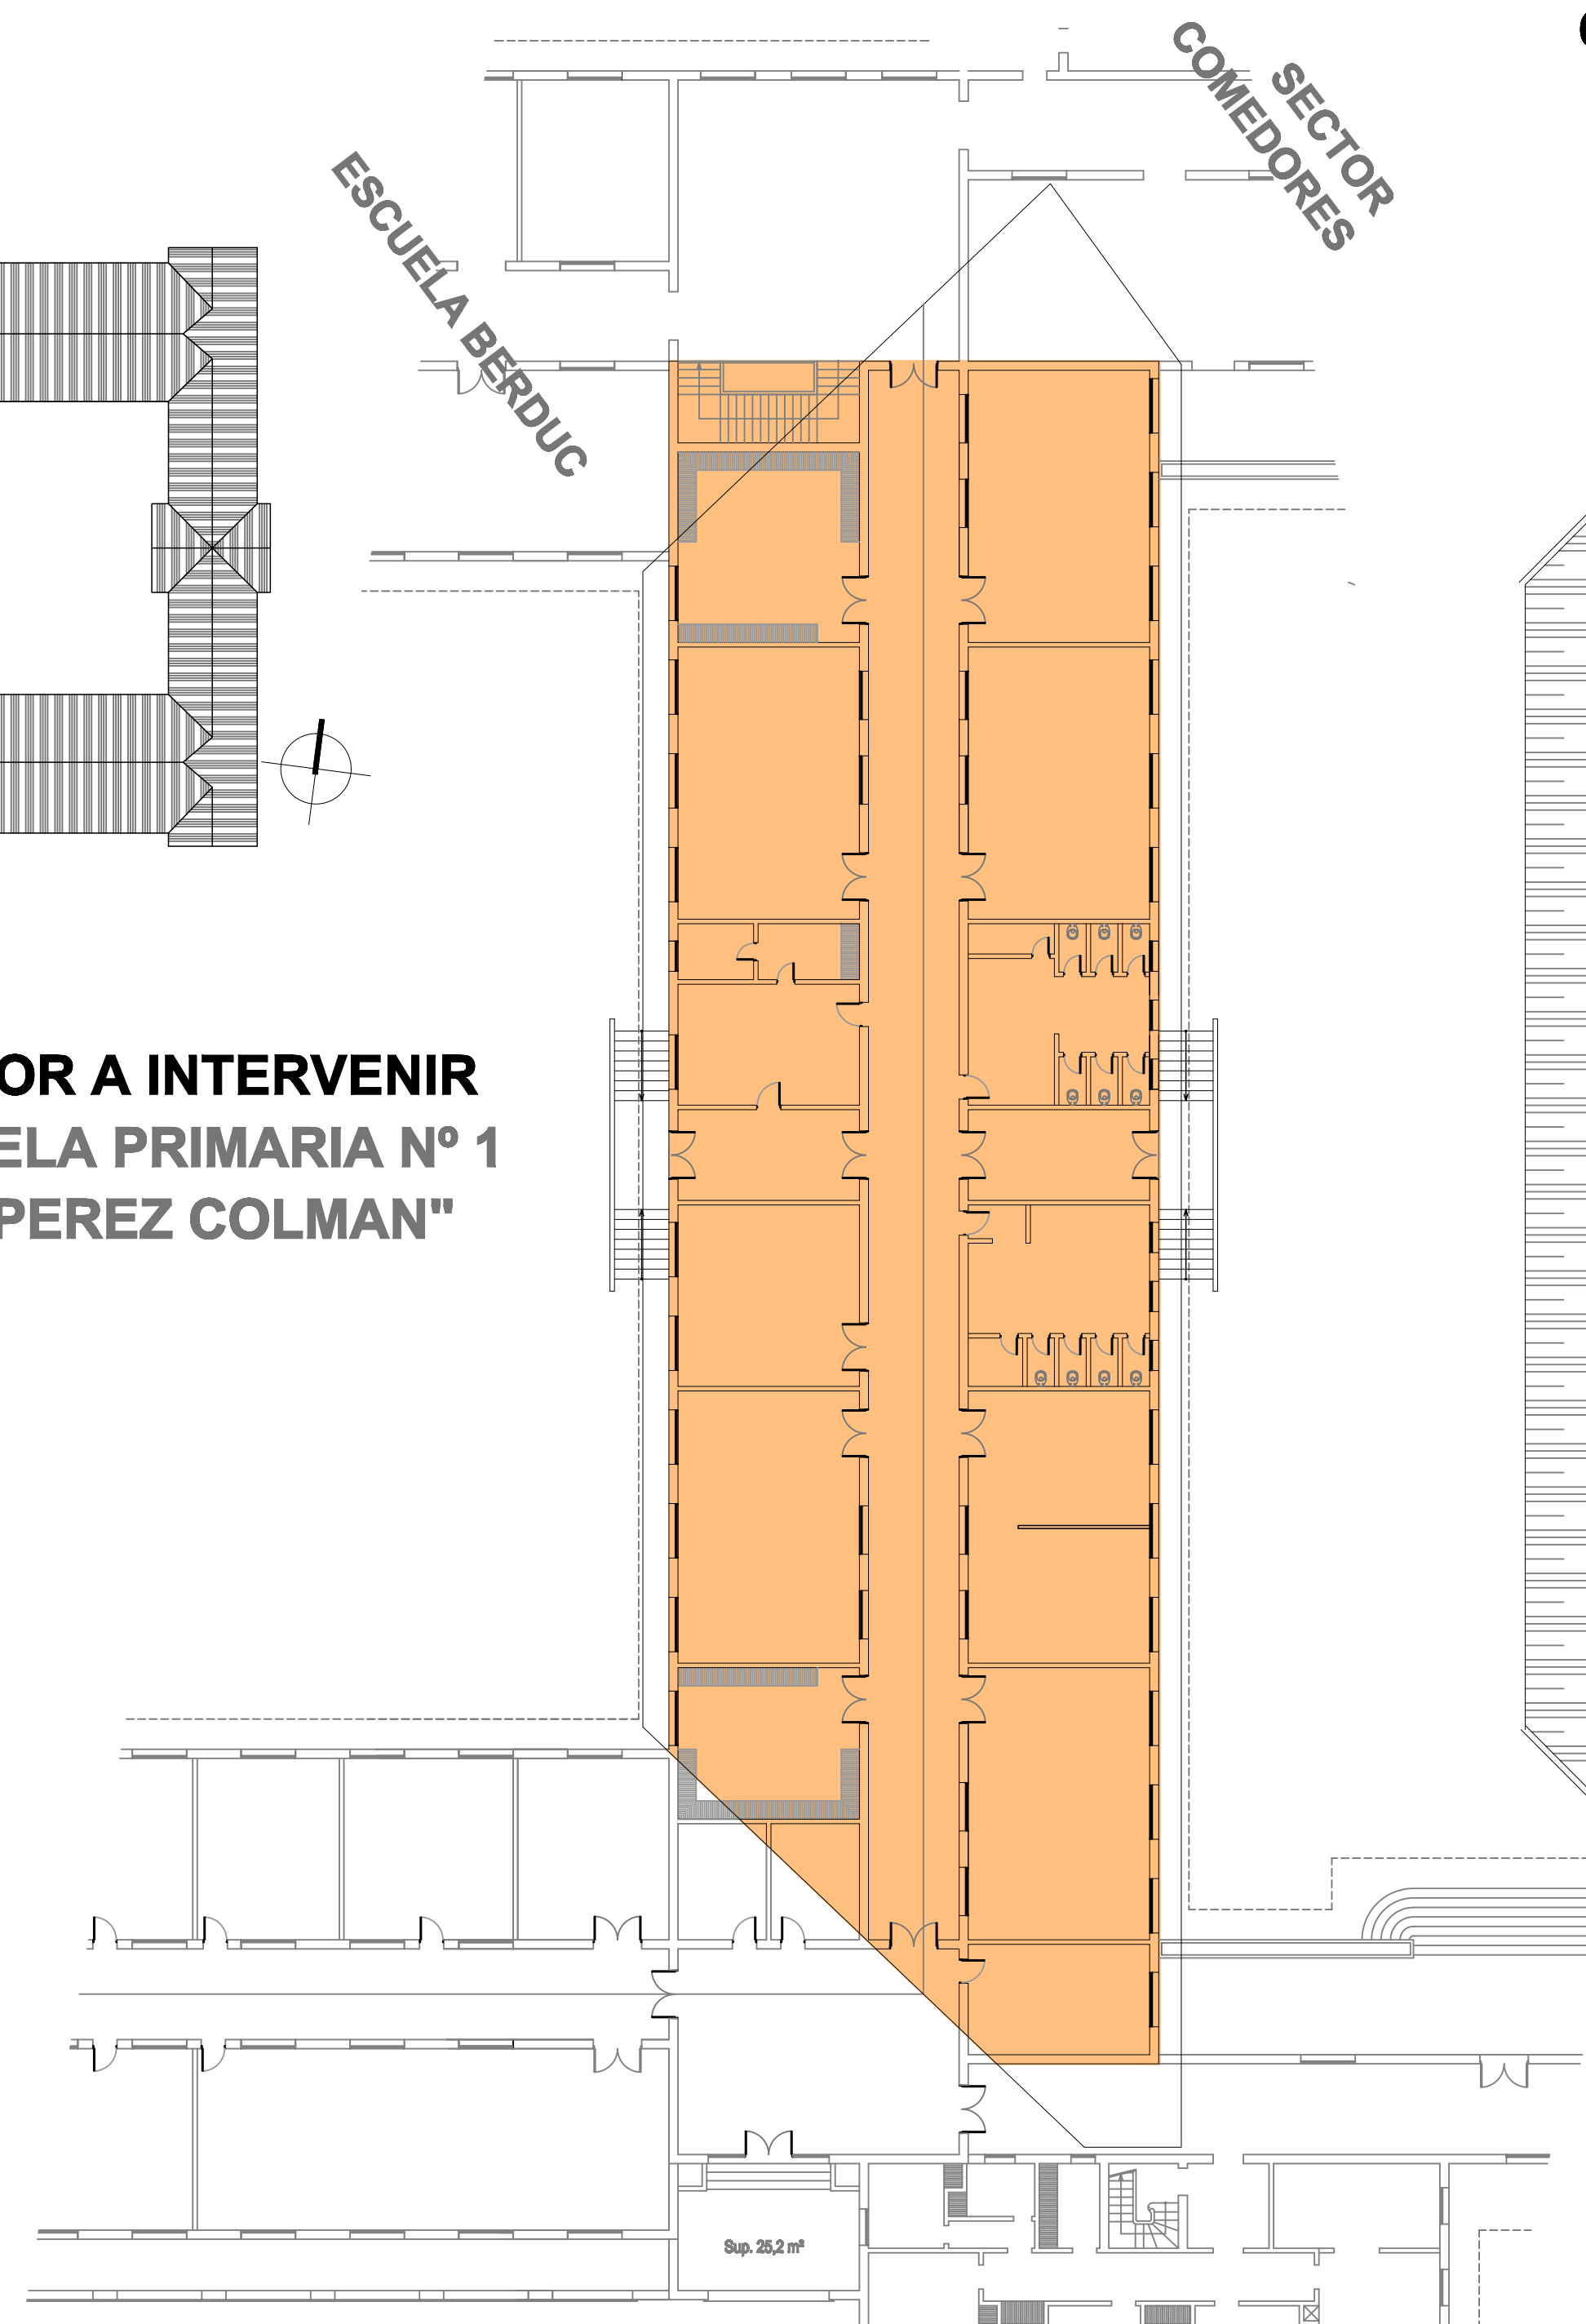 SECTOR
COMEDORES
ESCUELA BERDUC
OR A INTERVENIR
ELA PRIMARIA Nº 1
PEREZ COLMAN"
Sup. 25,2 m²